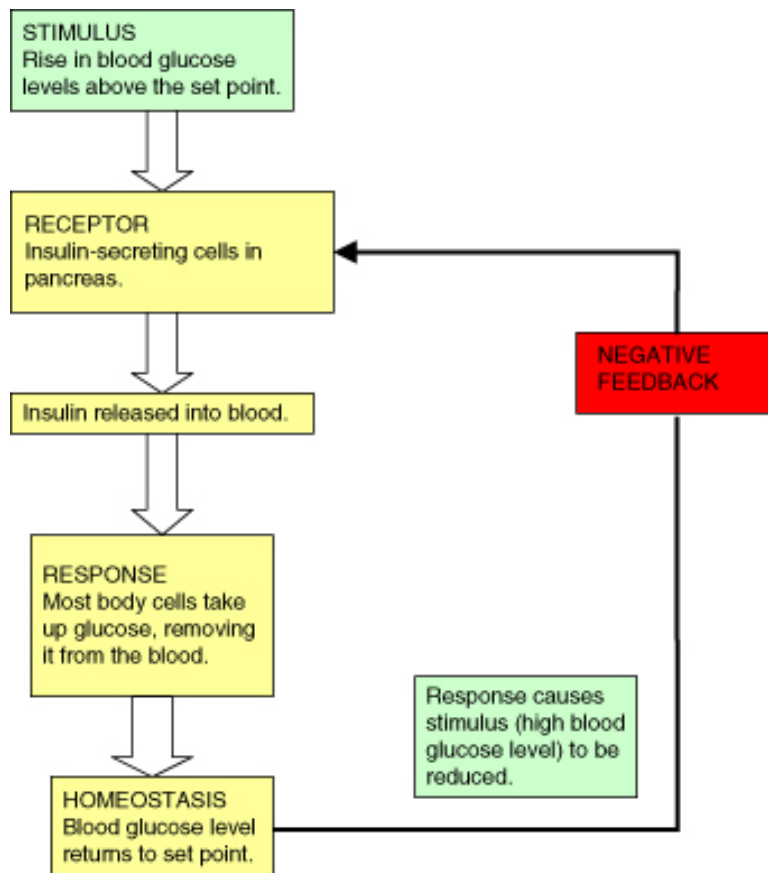 STIMULUS
Rise in blood glucose
levels above the set point.
RECEPTOR
Insulin-secreting cells in
pancreas.
NEGATIVE
FEEDBACK
Insulin released into blood.
RESPONSE
Most body cells take
up glucose, removing
it from the blood.
Response causes
stimulus (high blood
glucose level) to be
reduced.
HOMEOSTASIS
Blood glucose level
returns to set point.